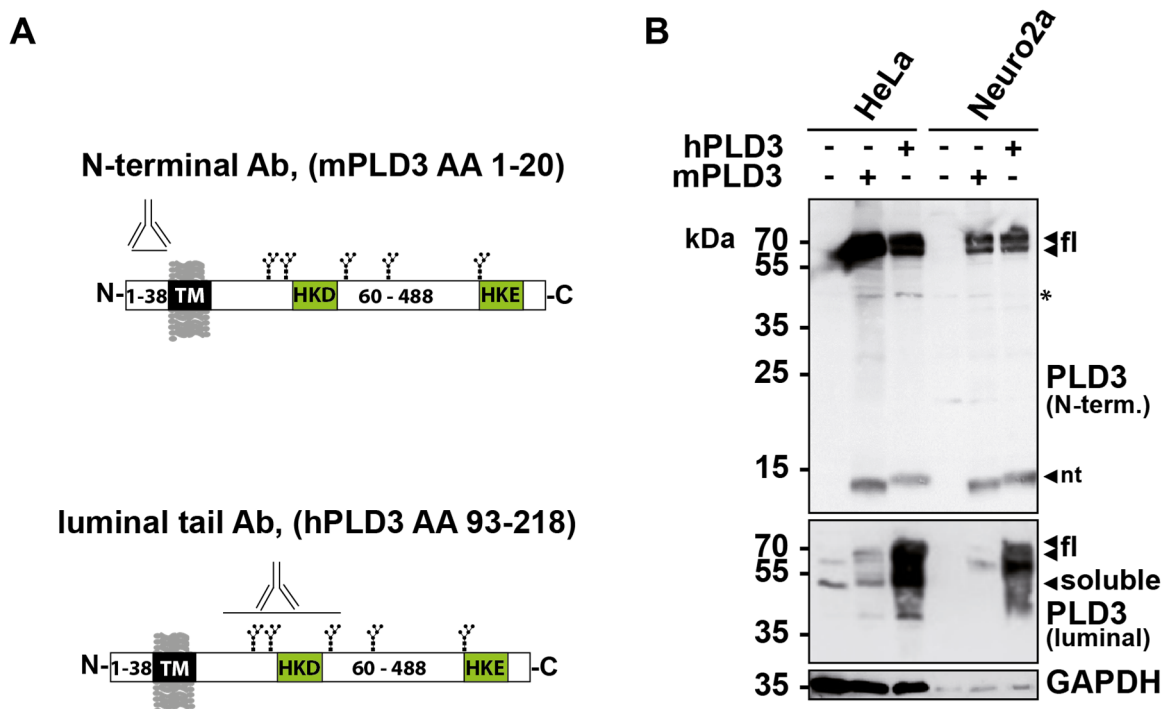 A
N-terminal Ab, (mPLD3 AA 1-20)
N- 1-38 TM HKD 60 - 488 HKE -C
luminal tail Ab, (hPLD3 AA 93-218)
N- 1-38 TM HKD 60 - 488 HKE -C
B
HeLa Neuro2a
hPLD3 - - + - - +
mPLD3 - + - - + -
kDa
70 fl
55
*
35
25
PLD3
(N-term.)
15 nt
70 fl
55 soluble
PLD3
35 (luminal)
35 GAPDH